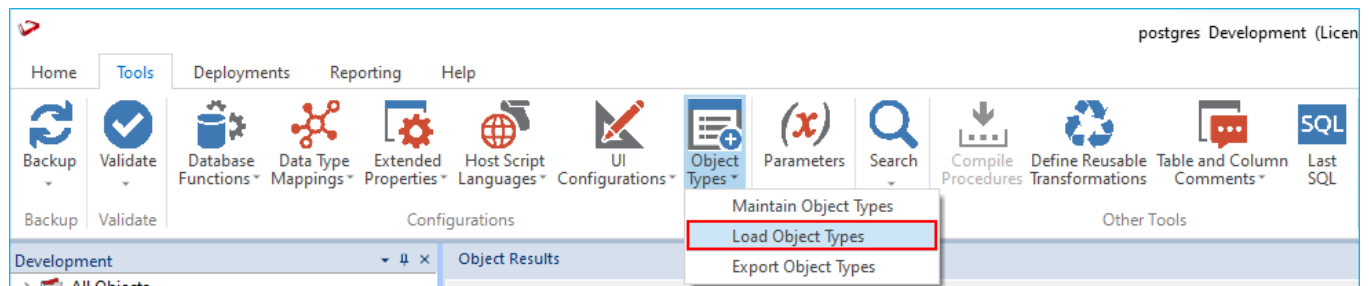 postgres Development (Licen
Home Tools Deployments Reporting Help
Backup Validate Database Functions Data Type Mappings Extended Properties Host Script Languages UI Configurations Object Types Parameters Search Compile Procedures Define Reusable Transformations Table and Column Comments Last SQL
SQL
Maintain Object Types
Backup Validate Configurations Other Tools
Load Object Types
Development Object Results
Export Object Types
All Objects